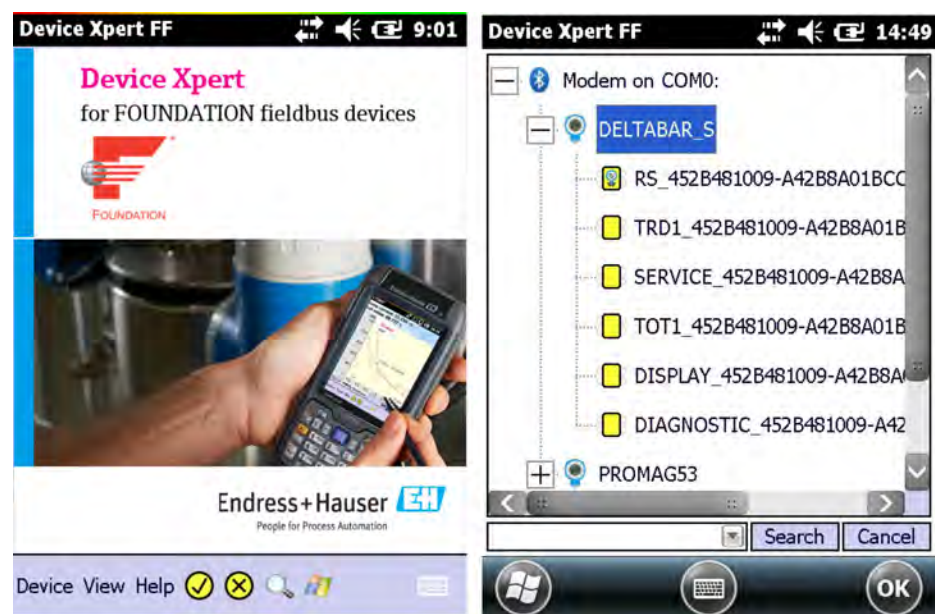 Device Xpert FF 9:01
Device Xpert
for FOUNDATION fieldbus devices
FOUNDATION
Endress+Hauser EH
People for Process Automation
Device View Help
Device Xpert FF 14:49
Modem on COM0:
DELTABAR_S
RS_452B481009-A42B8A01BCC
TRD1_452B481009-A42B8A01B
SERVICE_452B481009-A42B8A
TOT1_452B481009-A42B8A01B
DISPLAY_452B481009-A42B8A
DIAGNOSTIC_452B481009-A42
PROMAG53
Search Cancel
OK